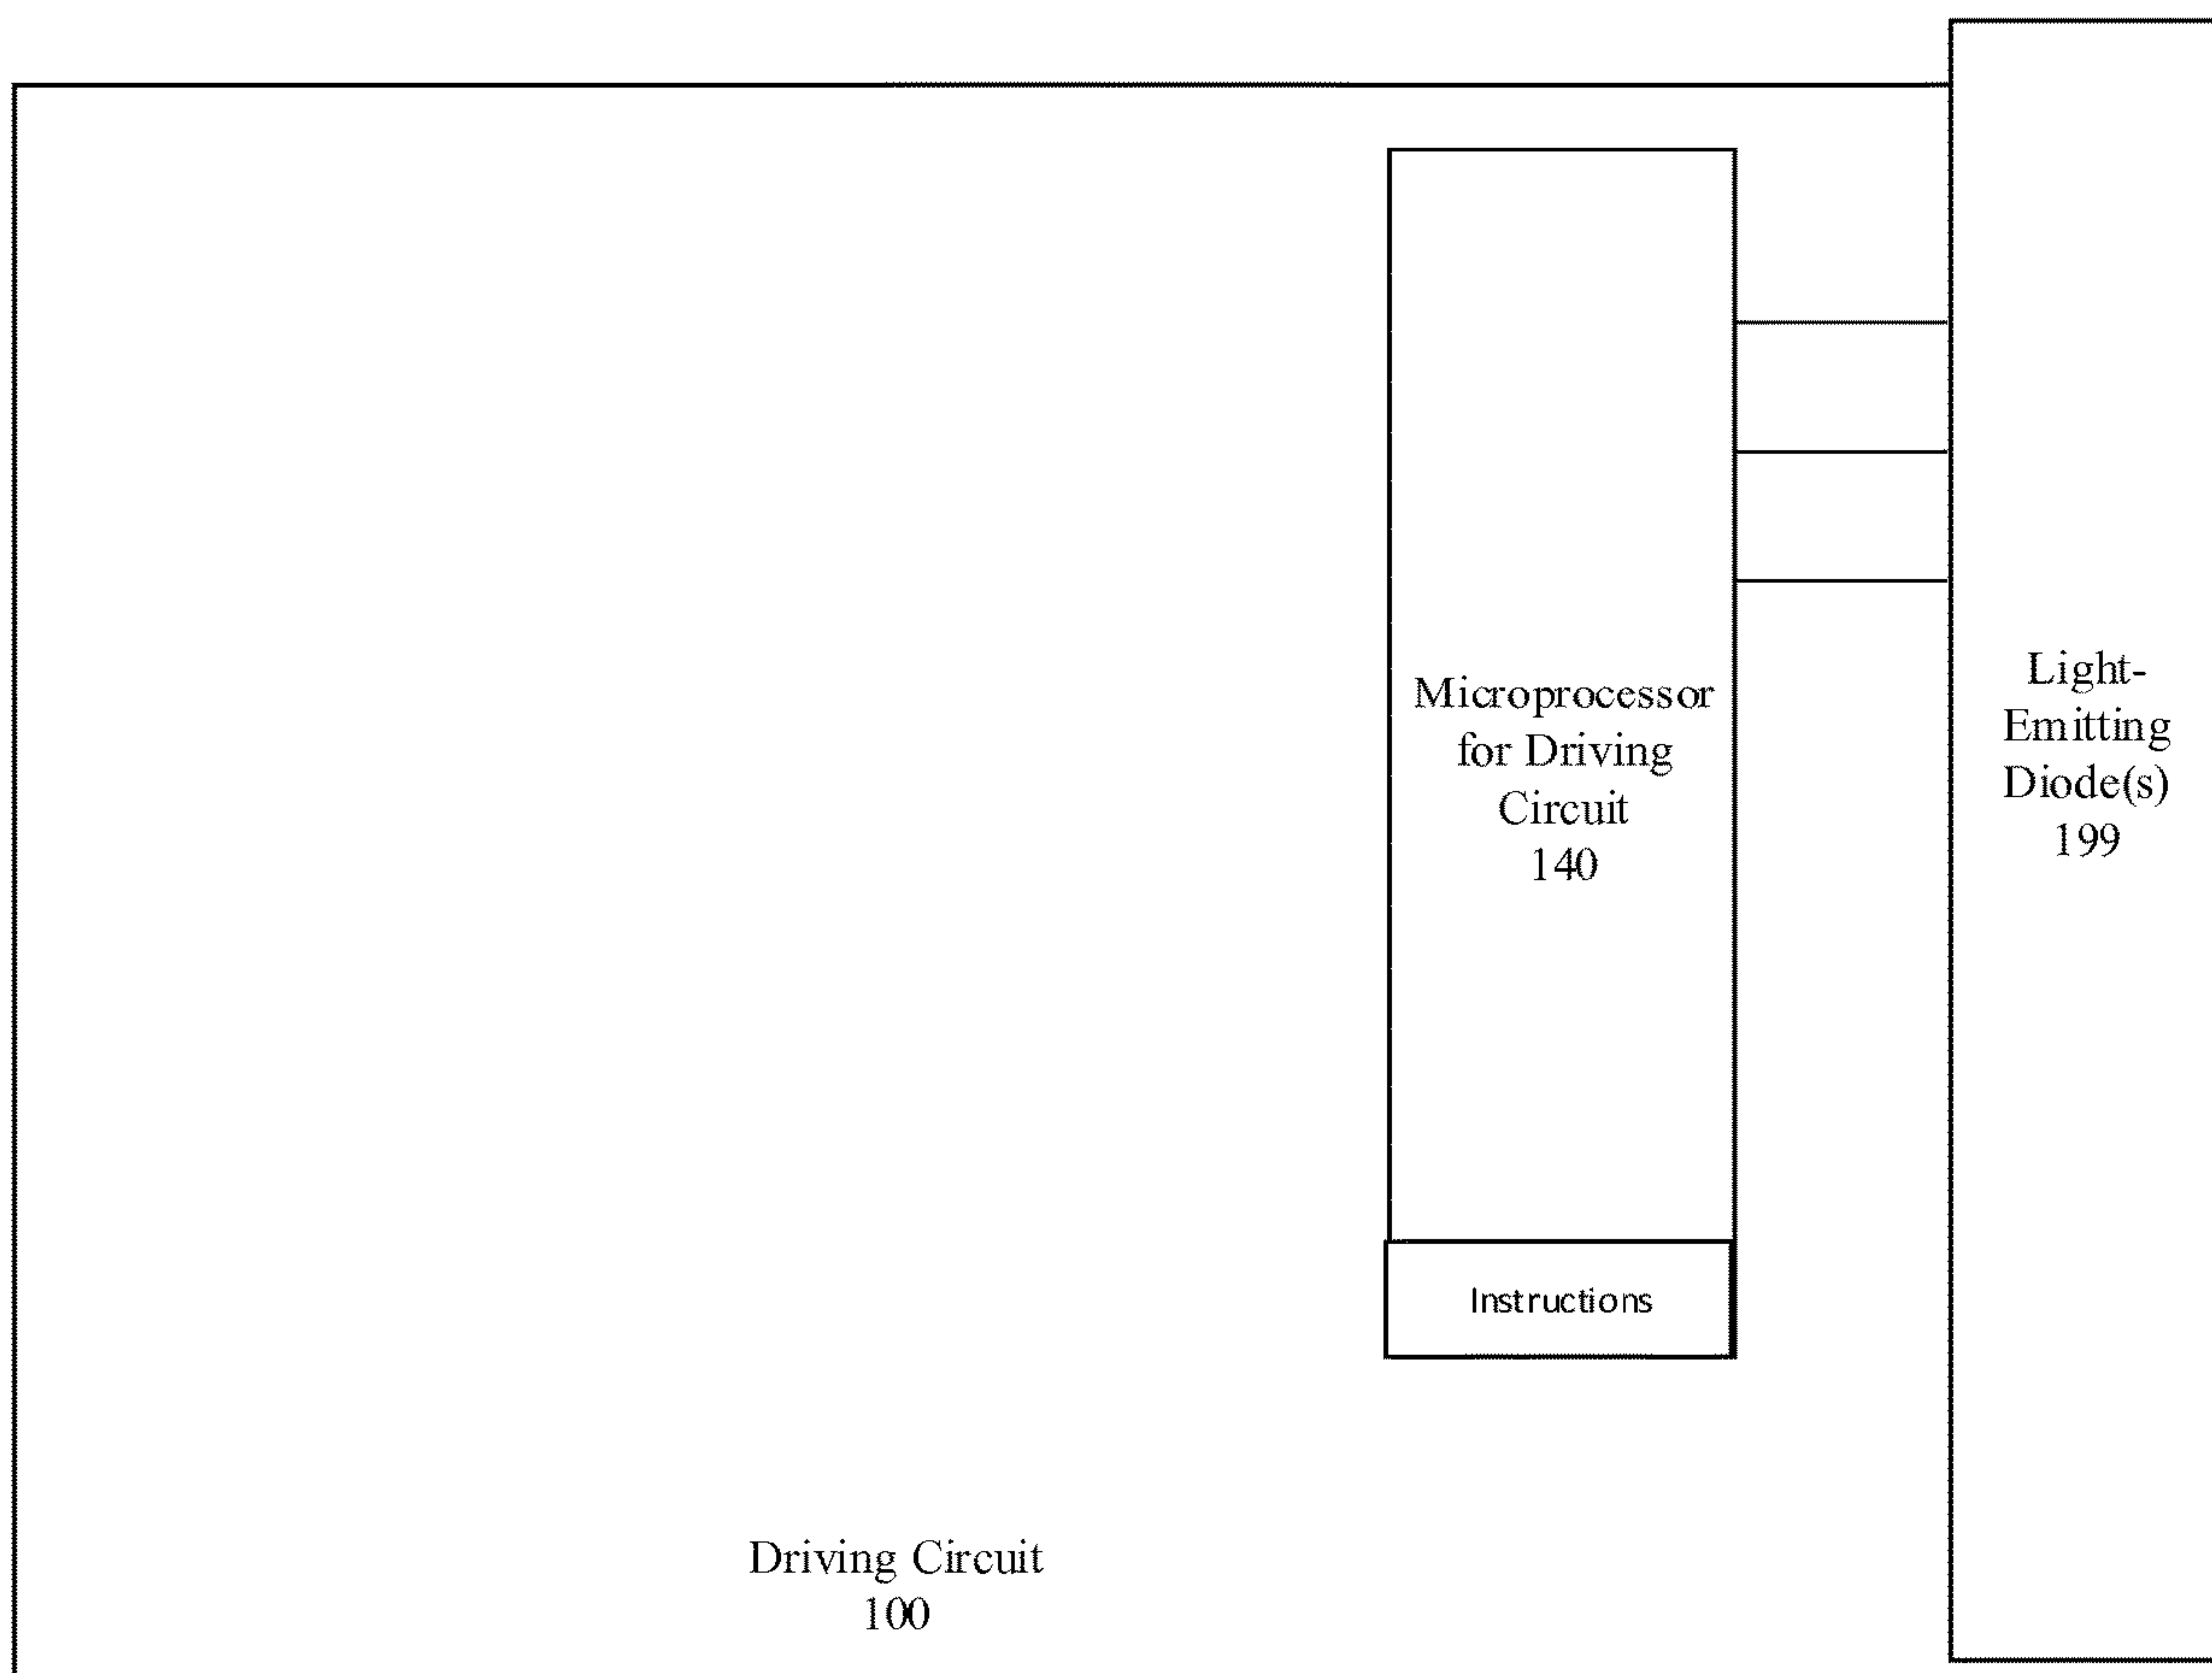 Microprocessor
for Driving
Circuit
140
Light-
Emitting
Diode(s)
199
Instructions
Driving Circuit
100